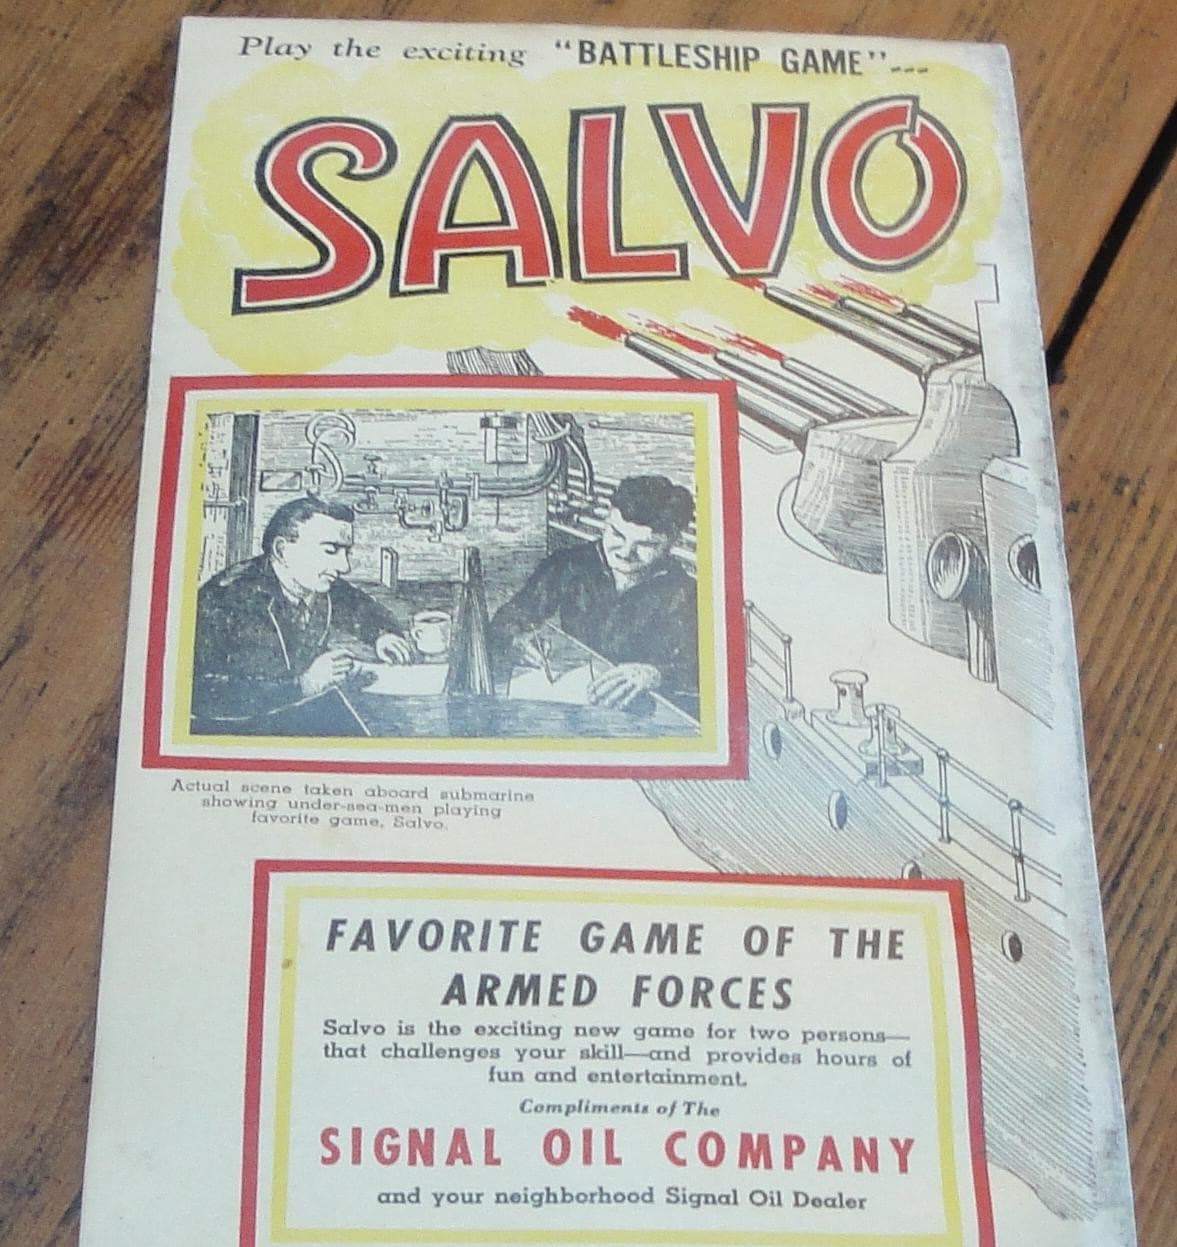 Play the exciting "BATTLESHIP GAME"---
SALVO
Actual scene taken aboard submarine
showing under-sea-men playing
favorite game, Salvo.
FAVORITE GAME OF THE
ARMED FORCES
Salvo is the exciting new game for two persons—
that challenges your skill—and provides hours of
fun and entertainment.
Compliments of The
SIGNAL OIL COMPANY
and your neighborhood Signal Oil Dealer